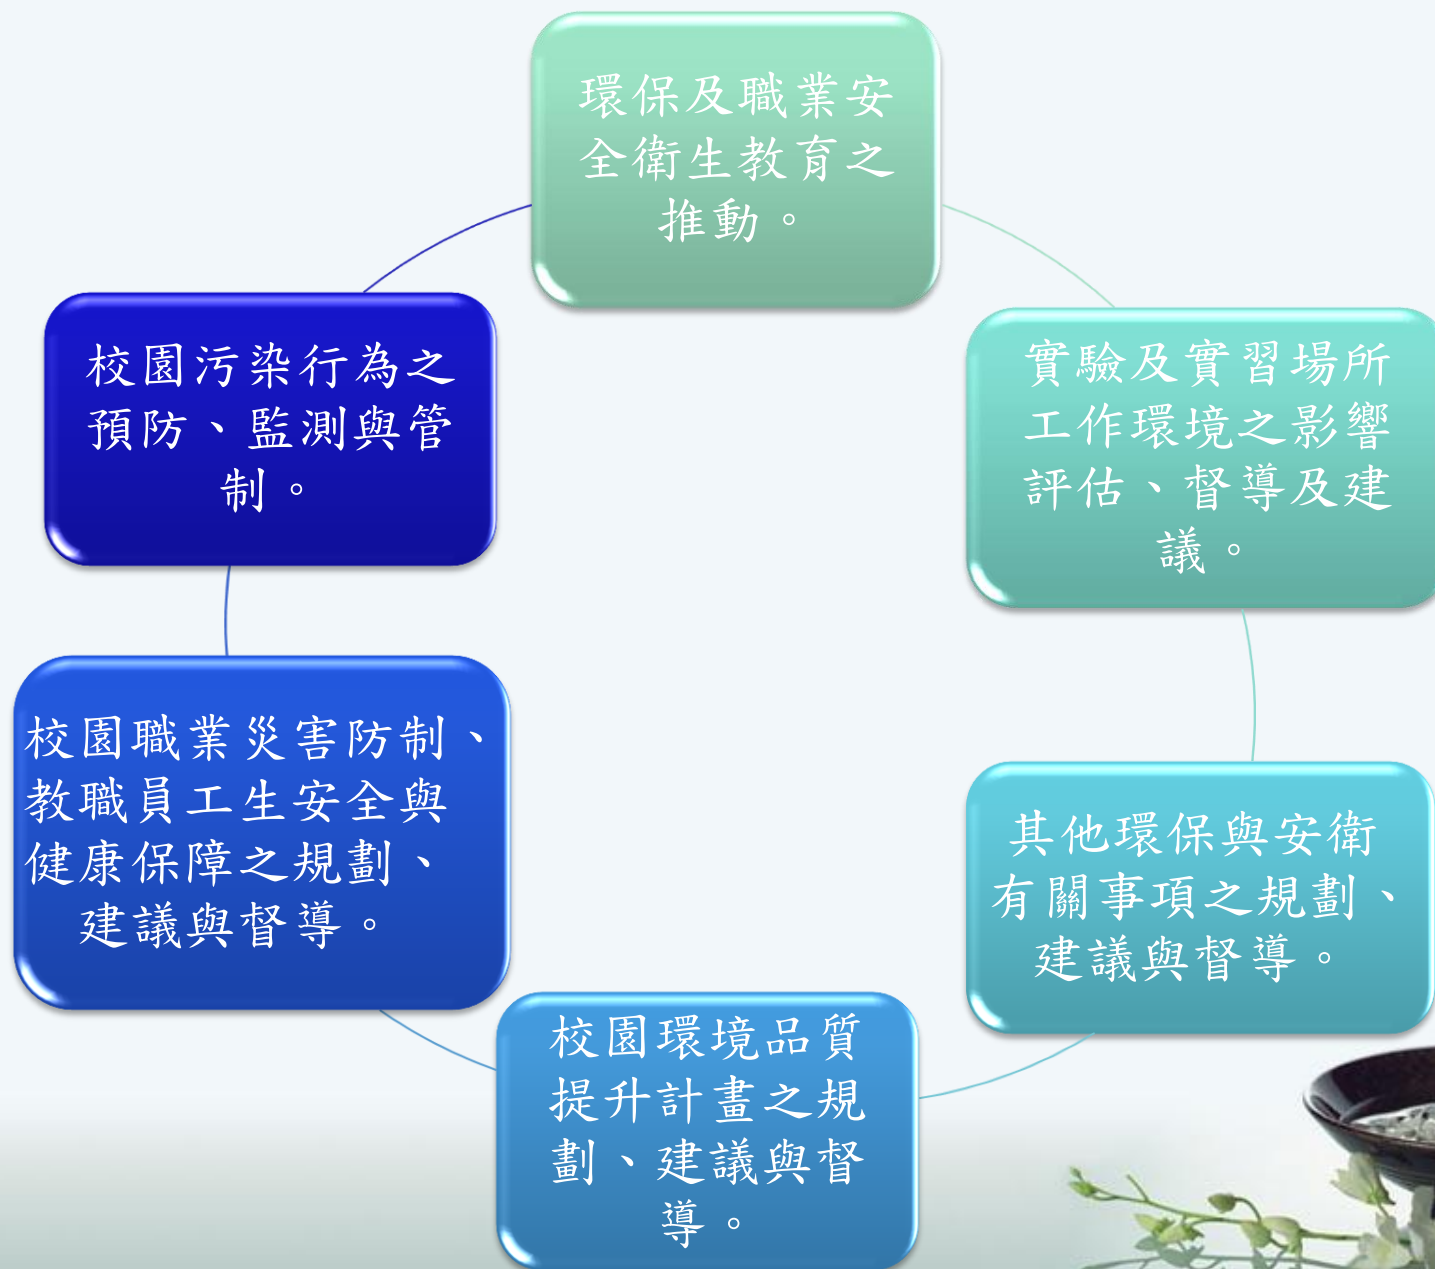 環保及職業安
全衛生教育之
推動。
實驗及實習場所
工作環境之影響
評估、督導及建
議。
其他環保與安衛
有關事項之規劃、
建議與督導。
校園環境品質
提升計畫之規
劃、建議與督
導。
校園職業災害防制、
教職員工生安全與
健康保障之規劃、
建議與督導。
校園污染行為之
預防、監測與管
制。